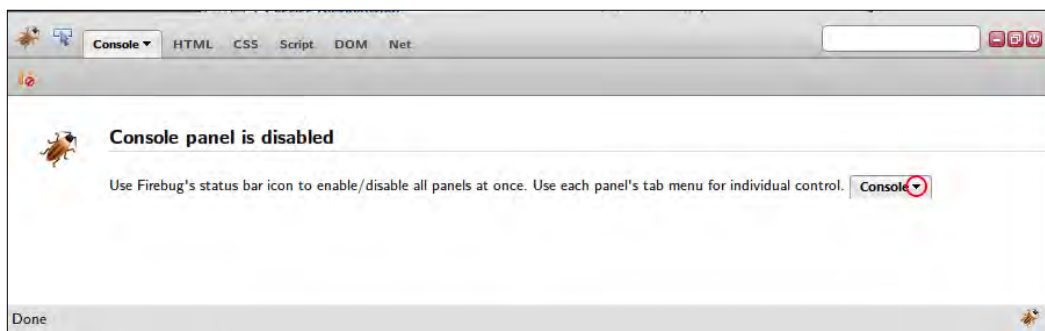 Console HTML CSS Script DOM Net
Console panel is disabled
Use Firebug's status bar icon to enable/disable all panels at once. Use each panel's tab menu for individual control. Console
Done